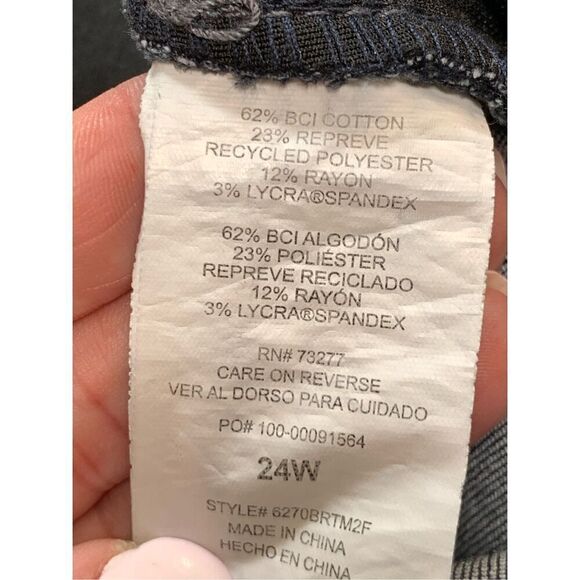 62% BCI COTTON
23% REPREVE
RECYCLED POLYESTER
12% RAYON
3% LYCRA®SPANDEX
62% BCI ALGODÓN
23% POLIÉSTER
REPREVE RECICLADO
12% RAYÓN
3% LYCRA®SPANDEX
RN# 73277
CARE ON REVERSE
VER AL DORSO PARA CUIDADO
PO# 100-00091564
24W
STYLE# 6270BRTM2F
MADE IN CHINA
HECHO EN CHINA